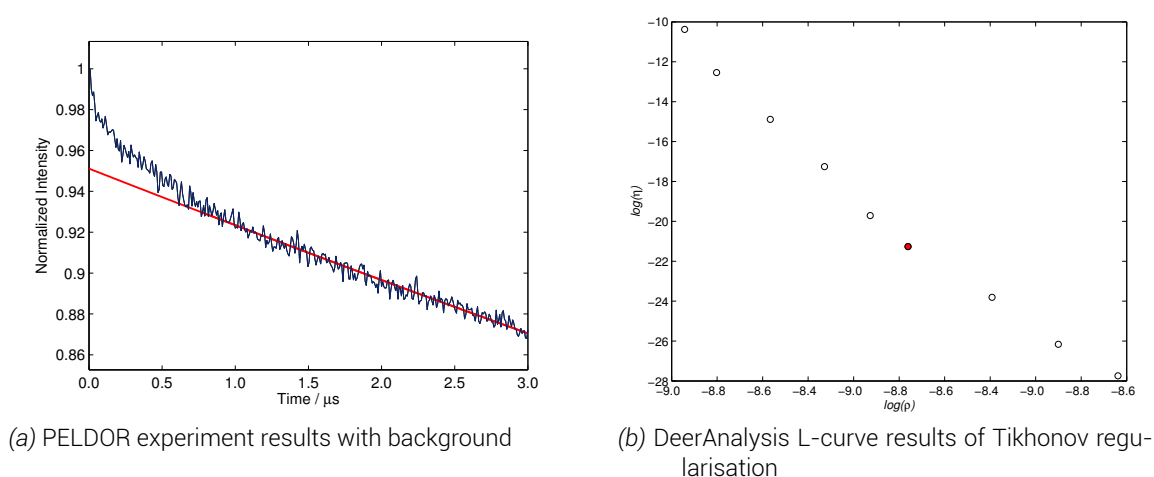 1
0.98
0.96
0.94
0.92
0.9
0.88
0.86
Normalized Intensity
0.0 0.5 1.0 1.5 2.0 2.5 3.0
Time / μs
(a) PELDOR experiment results with background
−10
−12
−14
−16
−18
−20
−22
−24
−26
−28
log(η)
−9.0 −8.8 −8.6 −8.4 −9.0 −8.8 −8.4 −9.0 −8.8 −8.6
log(ρ)
(b) DeerAnalysis L-curve results of Tikhonov regu-
larisation